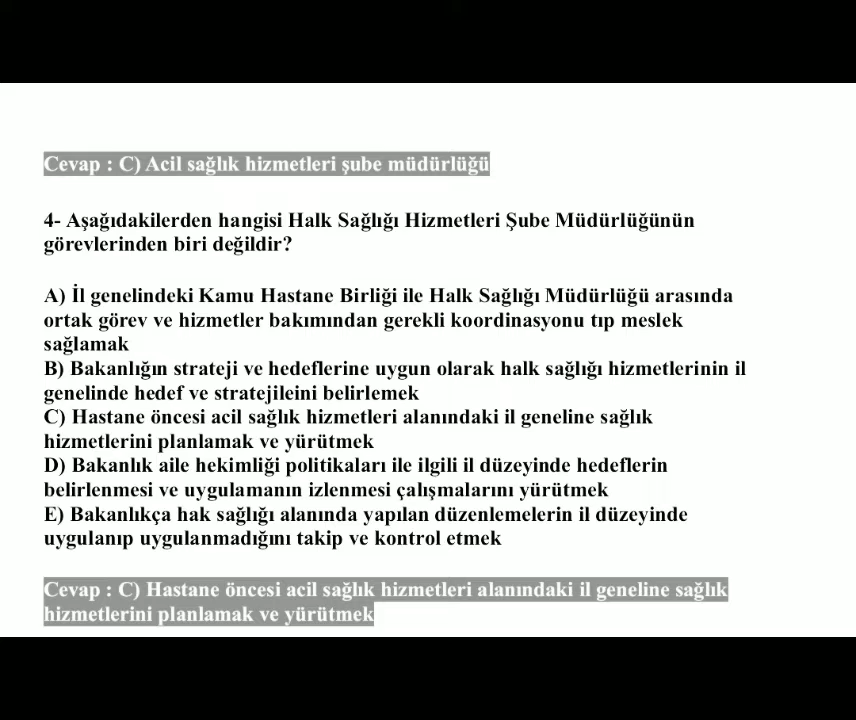 Cevap : C) Acil sağlık hizmetleri şube müdürlüğü
4- Aşağıdakilerden hangisi Halk Sağlığı Hizmetleri Şube Müdürlüğünün
görevlerinden biri değildir?
A) İl genelindeki Kamu Hastane Birliği ile Halk Sağlığı Müdürlüğü arasında
ortak görev ve hizmetler bakımından gerekli koordinasyonu tıp meslek
sağlamak
B) Bakanlığın strateji ve hedeflerine uygun olarak halk sağlığı hizmetlerinin il
genelinde hedef ve stratejileini belirlemek
C) Hastane öncesi acil sağlık hizmetleri alanındaki il geneline sağlık
hizmetlerini planlamak ve yürütmek
D) Bakanlık aile hekimliği politikaları ile ilgili il düzeyinde hedeflerin
belirlenmesi ve uygulamanın izlenmesi çalışmalarını yürütmek
E) Bakanlıkça hak sağlığı alanında yapılan düzenlemelerin il düzeyinde
uygulanıp uygulanmadığını takip ve kontrol etmek
Cevap : C) Hastane öncesi acil sağlık hizmetleri alanındaki il geneline sağlık
hizmetlerini planlamak ve yürütmek